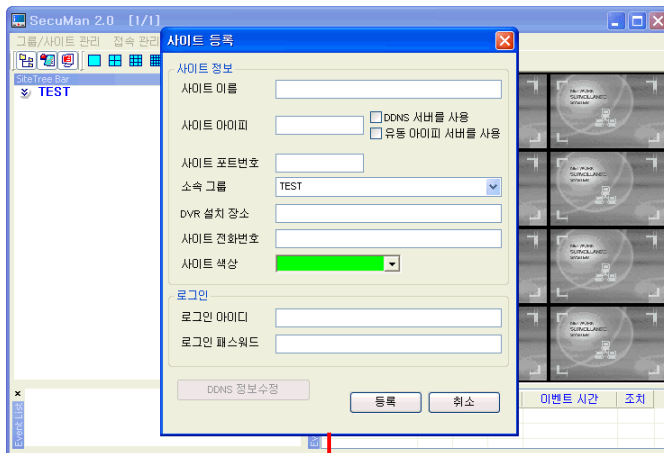 SecuMan 2.0 [1/1]
그룹/사이트 관리 접속 관리
SiteTree Bar
TEST
사이트 등록
사이트 정보
사이트 이름
사이트 아이피
DDNS 서버를 사용
유동 아이피 서버를 사용
사이트 포트번호
소속 그룹
TEST
DVR 설치 장소
사이트 전화번호
사이트 색상
로그인
로그인 아이디
로그인 패스워드
DDNS 정보수정
등록
취소
이벤트 시간
조치
Event List